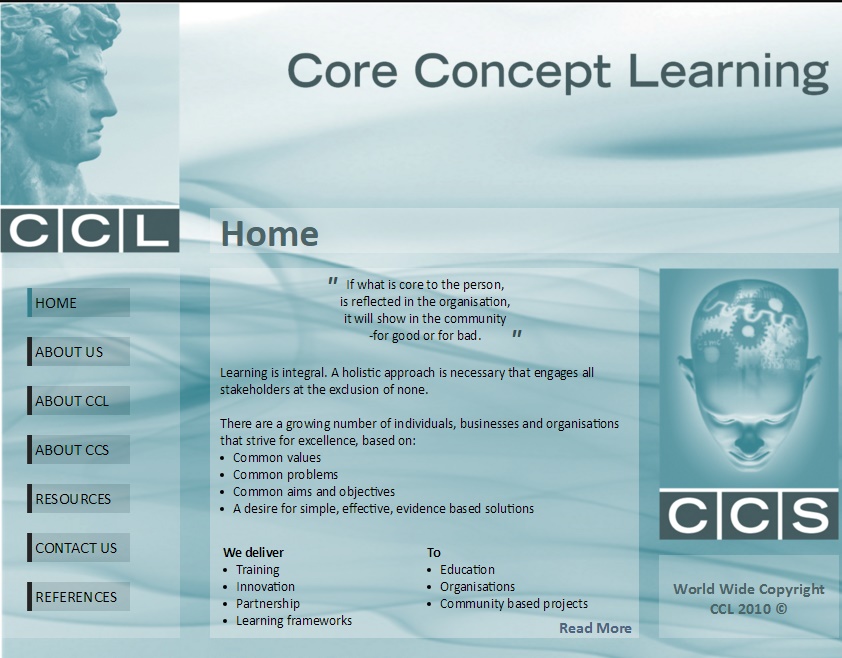 Core Concept Learning
CCL
Home
HOME
ABOUT US
ABOUT CCL
ABOUT CCS
RESOURCES
CONTACT US
REFERENCES
" If what is core to the person,
is reflected in the organisation,
it will show in the community
-for good or for bad. "
Learning is integral. A holistic approach is necessary that engages all
stakeholders at the exclusion of none.
There are a growing number of individuals, businesses and organisations
that strive for excellence, based on:
• Common values
• Common problems
• Common aims and objectives
• A desire for simple, effective, evidence based solutions
We deliver
• Training
• Innovation
• Partnership
• Learning frameworks
To
• Education
• Organisations
• Community based projects
Read More
CCS
World Wide Copyright
CCL 2010 ©